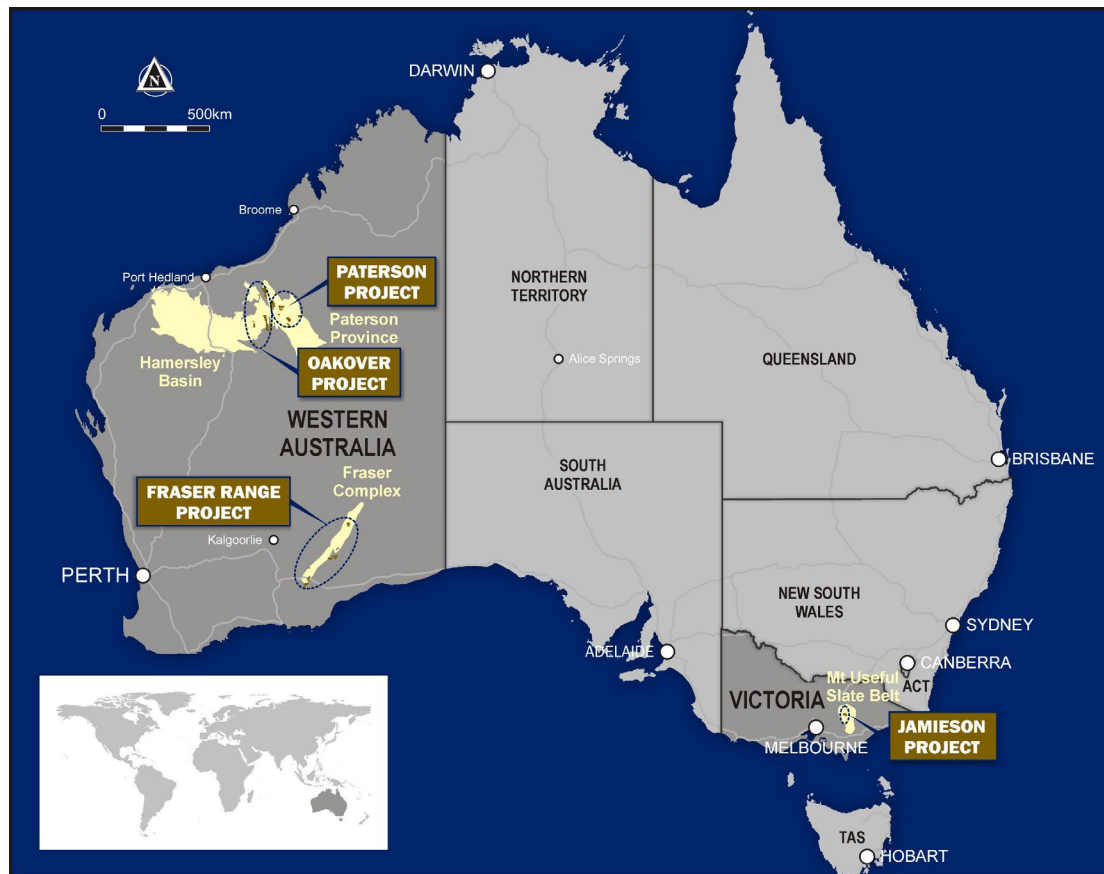 DARWIN
N
0 500km
Broome
Port Hedland
PATERSON
PROJECT
NORTHERN
TERRITORY
Paterson
Province
Hamersley
Basin
OAKOVER
PROJECT
Alice Springs
QUEENSLAND
WESTERN
AUSTRALIA
BRISBANE
SOUTH
AUSTRALIA
Fraser
Complex
FRASER RANGE
PROJECT
Kalgoorlie
PERTH
NEW SOUTH
WALES
SYDNEY
ADELAIDE
CANBERRA
ACT
Mt Useful
Slate Belt
VICTORIA
JAMIESON
PROJECT
MELBOURNE
TAS
HOBART